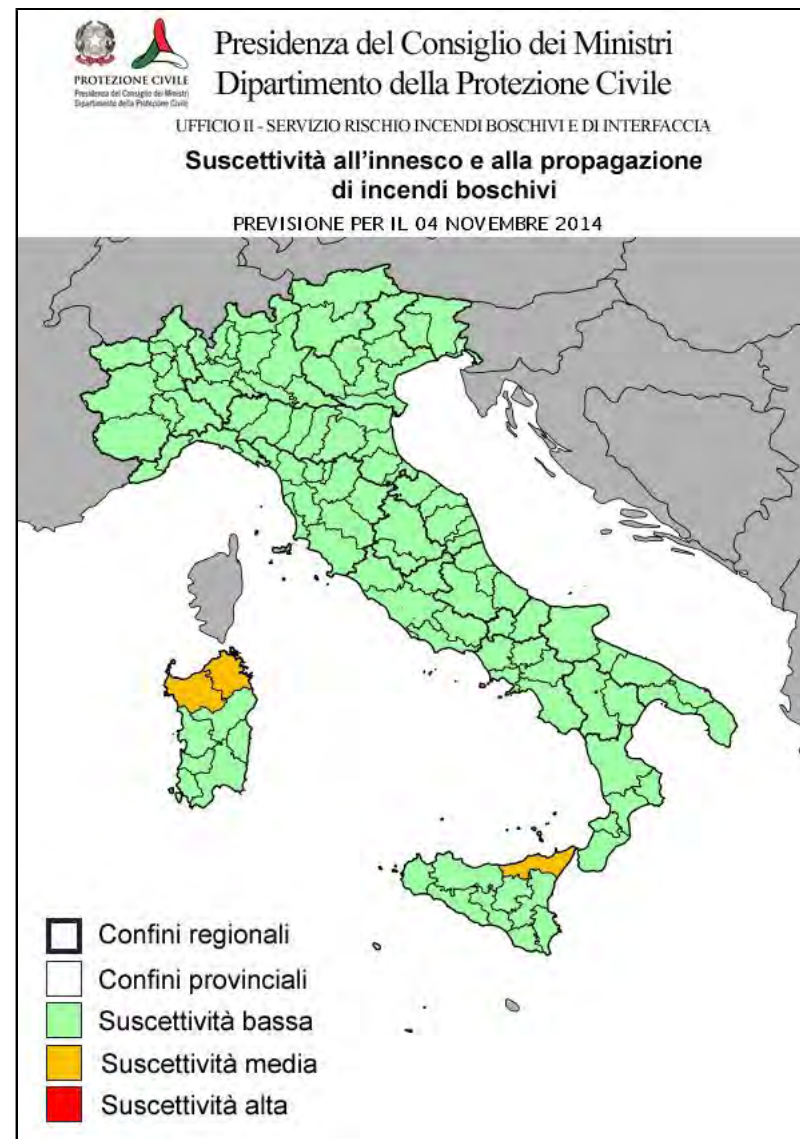 Presidenza del Consiglio dei Ministri
Dipartimento della Protezione Civile
PROTEZIONE CIVILE
Presidenza del Consiglio dei Ministri
Dipartimento della Protezione Civile
UFFICIO II - SERVIZIO RISCHIO INCENDI BOSCHIVI E DI INTERFACCIA
Suscettività all'innesco e alla propagazione
di incendi boschivi
PREVISIONE PER IL 04 NOVEMBRE 2014
Confini regionali
Confini provinciali
Suscettività bassa
Suscettività media
Suscettività alta